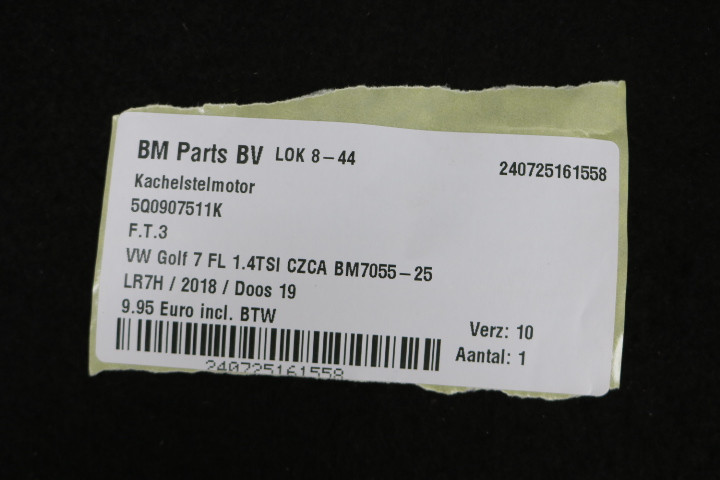 BM Parts BV LOK 8-44
240725161558
Kachelstelmotor
5Q0907511K
F.T.3
VW Golf 7 FL 1.4TSI CZCA BM7055-25
LR7H / 2018 / Doos 19
9.95 Euro incl. BTW
Verz: 10
Aantal: 1
240725161558